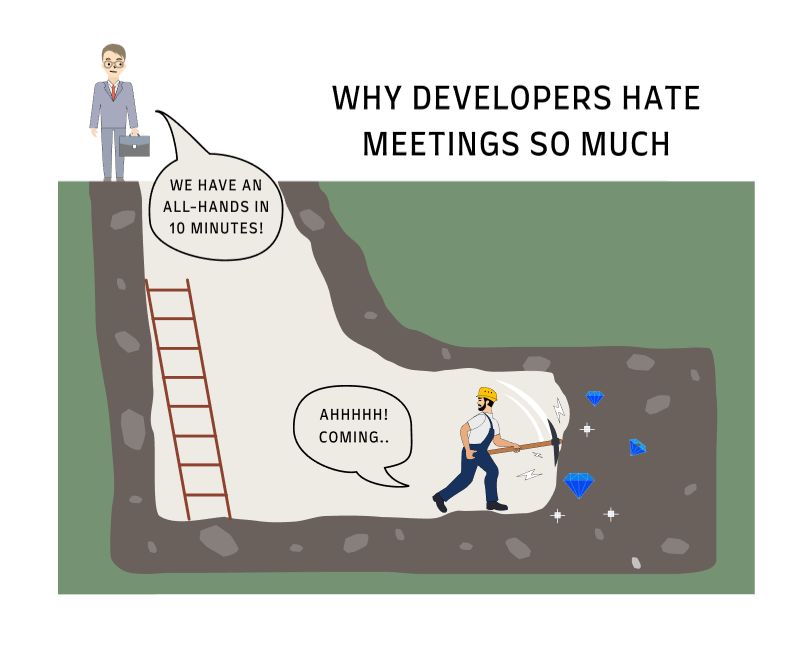 WHY DEVELOPERS HATE
MEETINGS SO MUCH
WE HAVE AN
ALL-HANDS IN
10 MINUTES!
AHHHHH!
COMING..